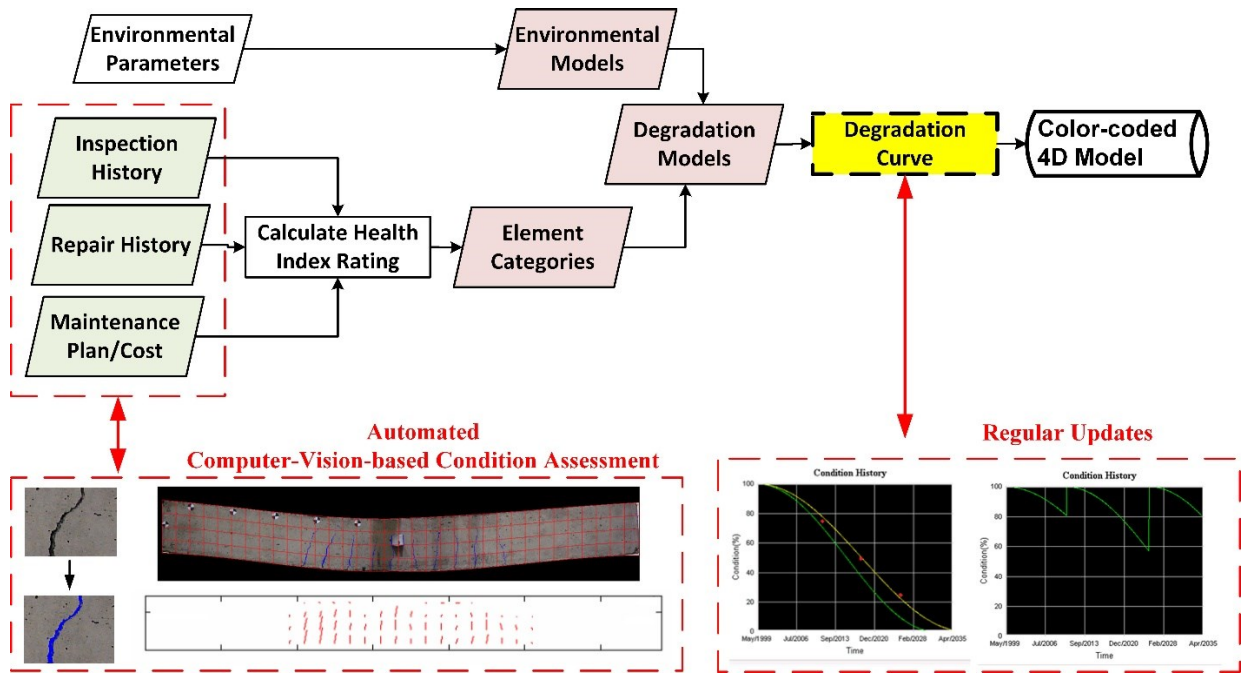 Environmental
Parameters
Environmental
Models
Inspection
History
Degradation
Models
Degradation
Curve
Color-coded
4D Model
Repair History
Calculate Health
Index Rating
Element
Categories
Maintenance
Plan/Cost
Automated
Computer-Vision-based Condition Assessment
Regular Updates
Condition History
100
80
60
40
20
0
Condition(%)
May/1999 Jul/2006 Sep/2013 Dec/2020 Feb/2028 Apr/2035
Time
Condition History
100
80
60
40
20
0
Condition(%)
May/1999 Jul/2006 Sep/2013 Dec/2020 Feb/2028 Apr/2035
Time